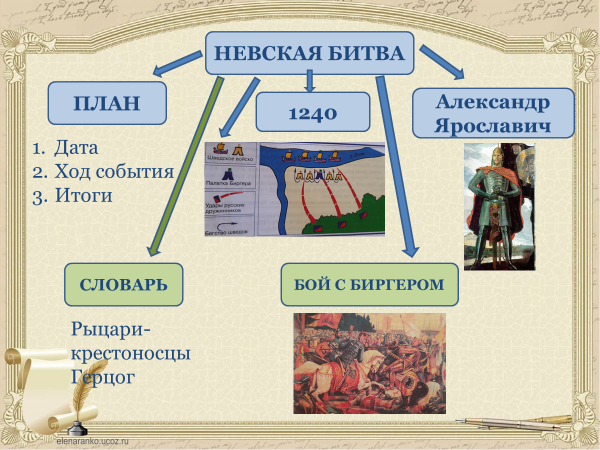 НЕВСКАЯ БИТВА
ПЛАН
1240
Александр
Ярославич
1. Дата
2. Ход события
3. Итоги
Шведское войско
Палатка Биргера
Удары русских
дружинников
Бегство шведов
СЛОВАРЬ
БОЙ С БИРГЕРОМ
Рыцари-
крестоносцы
Герцог
elenaranko.ucoz.ru